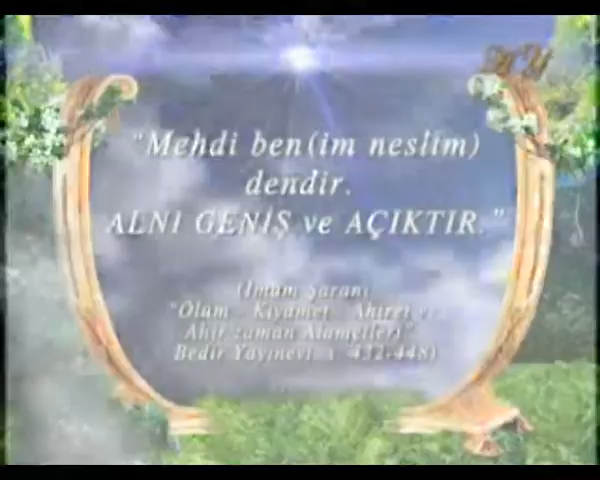 "Mehdi ben(im neslim)
dendir.
ALNI GENİŞ ve AÇIKTIR."
(İmam Şarani
"Ölüm - Kıyamet - Ahiret ve
Ahir zaman Alametleri"
Bedir Yayınevi, 432-448)